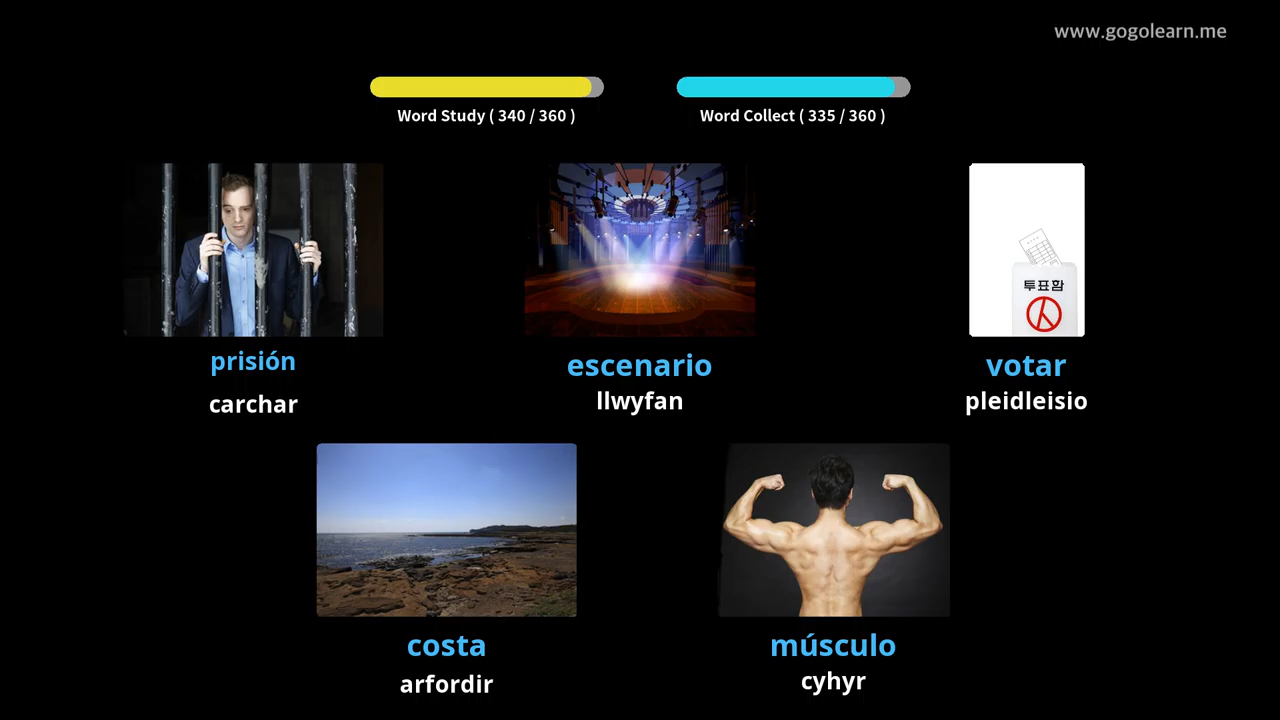 www.gogolearn.me
Word Study ( 340 / 360 )
Word Collect ( 335 / 360 )
투표함
prisión
carchar
escenario
llwyfan
votar
pleidleisio
costa
arfordir
músculo
cyhyr